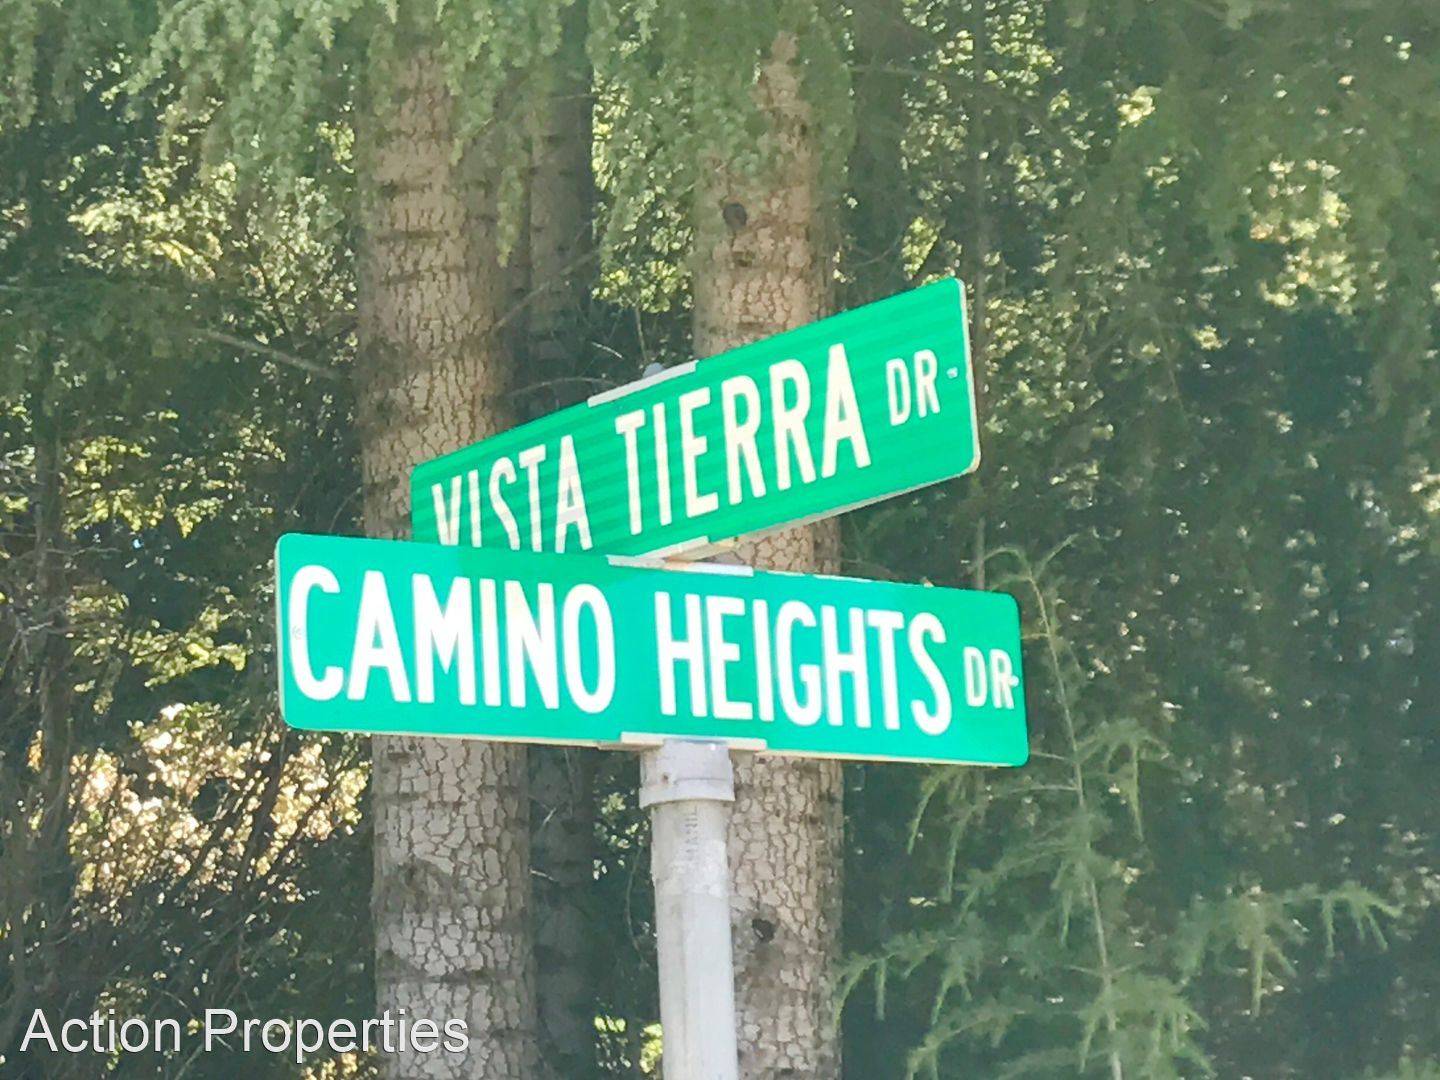 VISTA TIERRA DR
CAMINO HEIGHTS DR
Action Properties